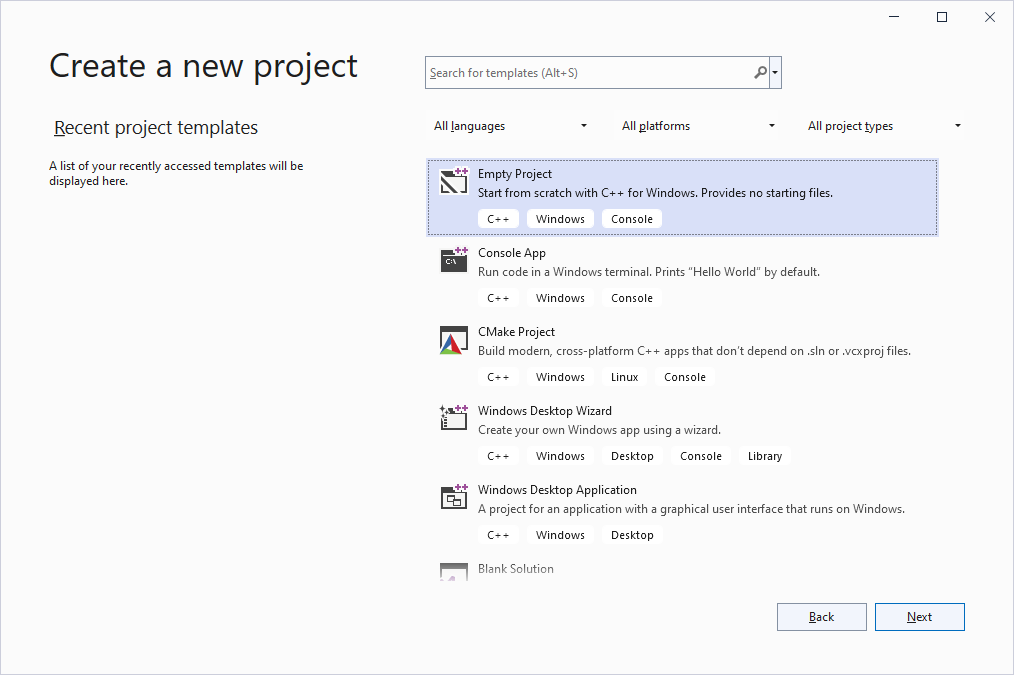 Create a new project
Search for templates (Alt+S)
Recent project templates
A list of your recently accessed templates will be
displayed here.
All languages
All platforms
All project types
Empty Project
Start from scratch with C++ for Windows. Provides no starting files.
C++ Windows Console
Console App
C:\
Run code in a Windows terminal. Prints “Hello World” by default.
C++ Windows Console
CMake Project
Build modern, cross-platform C++ apps that don’t depend on .sln or .vcxproj files.
C++ Windows Linux Console
Windows Desktop Wizard
Create your own Windows app using a wizard.
C++ Windows Desktop Console Library
Windows Desktop Application
A project for an application with a graphical user interface that runs on Windows.
C++ Windows Desktop
Blank Solution
Back
Next